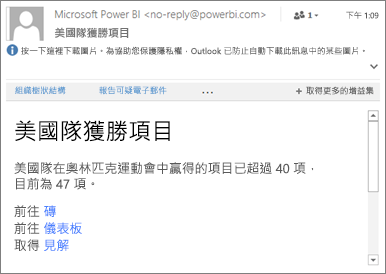 Microsoft Power BI <no-reply@powerbi.com>
1
下午 1:09
美國隊獲勝項目
按一下這裡下載圖片。為協助您保護隱私權，Outlook 已防止自動下載此訊息中的某些圖片。
組織樹狀結構 報告可疑電子郵件 ... + 取得更多的增益集
美國隊獲勝項目
美國隊在奧林匹克運動會中贏得的項目已超過 40 項，
目前為 47 項。
前往 磚
前往 儀表板
取得 見解